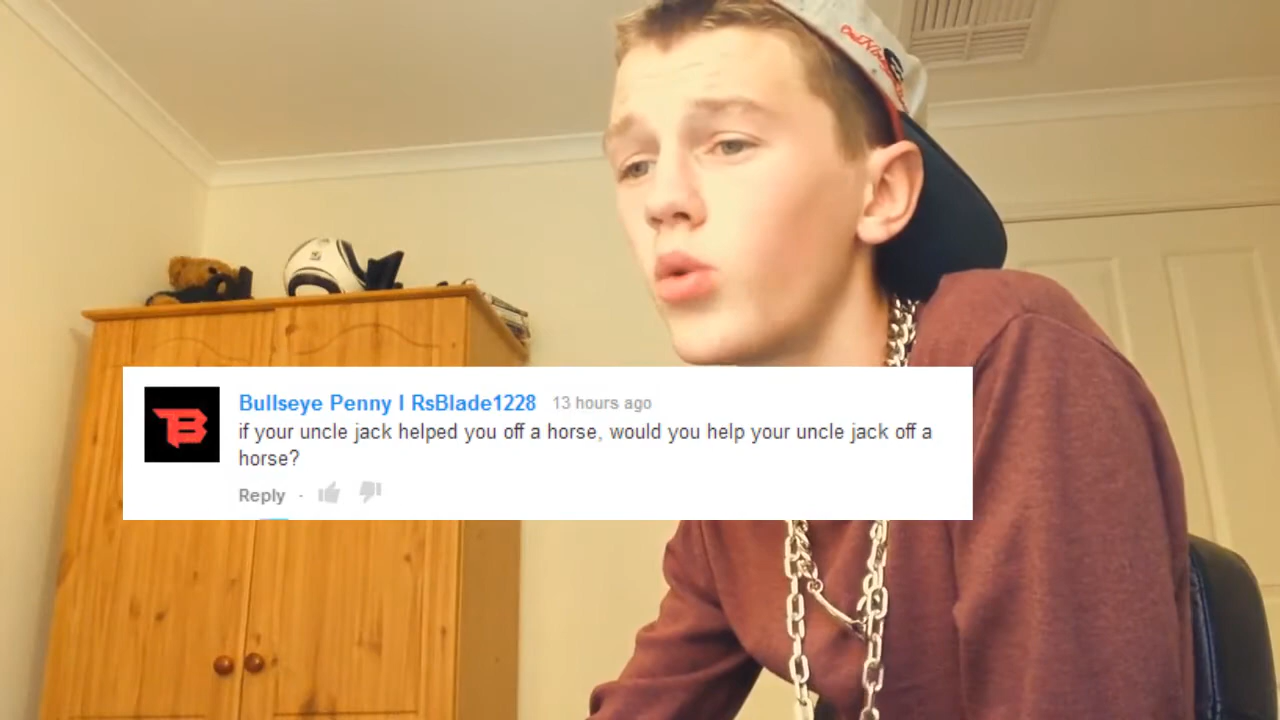 Bullseye Penny I RsBlade1228 13 hours ago
if your uncle jack helped you off a horse, would you help your uncle jack off a
horse?
Reply ·